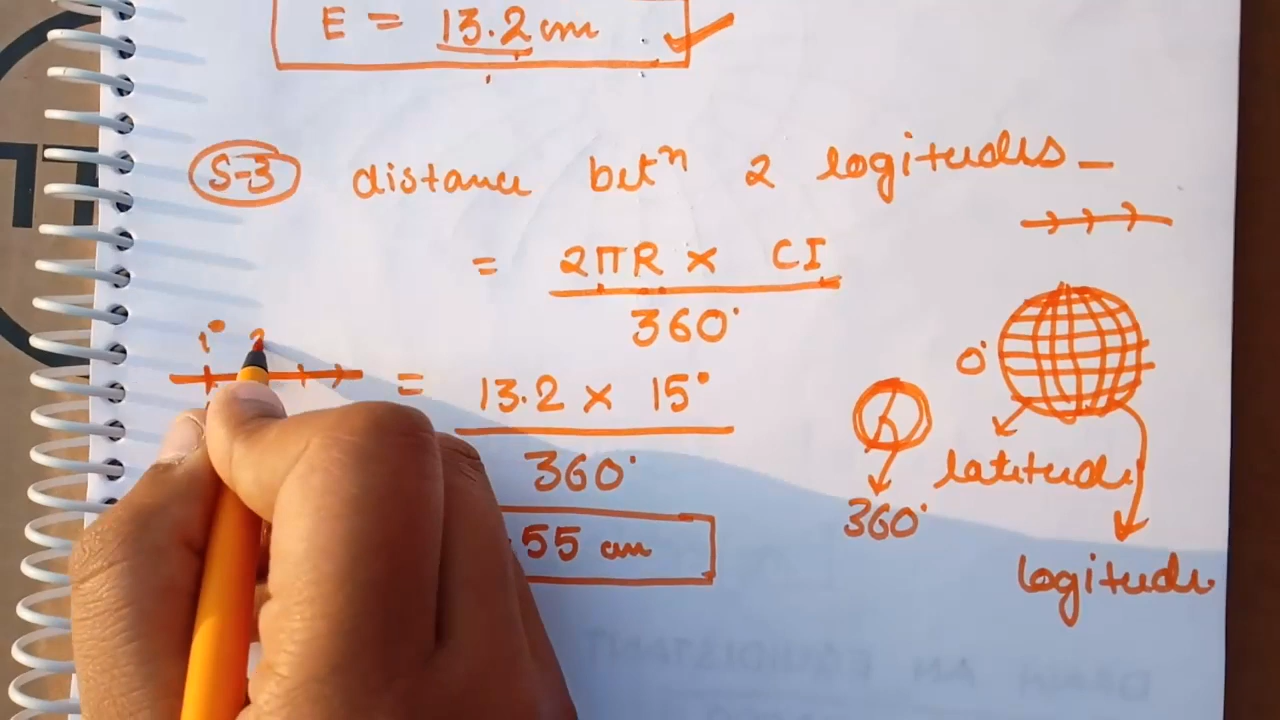 E = 13.2 cm
S-3 distance betⁿ 2 logitudes –
= 2πR × CI
360°
0°
1°
= 13.2 × 15°
360°
latitude
360°
.55 cm
logitude